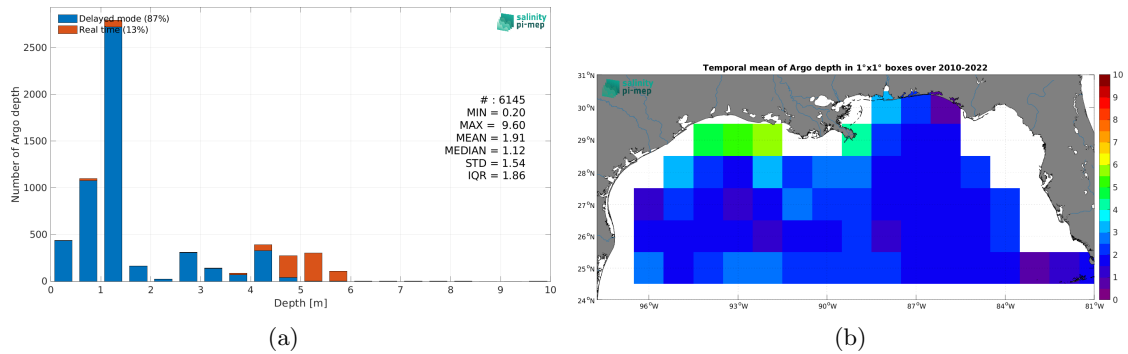 Delayed mode (87%)
Real time (13%)
salinity
pi-mep
Number of Argo depth
2500
2000
1500
1000
500
0
# : 6145
MIN = 0.20
MAX = 9.60
MEAN = 1.91
MEDIAN = 1.12
STD = 1.54
IQR = 1.86
0 1 2 3 4 5 6 7 8 9 10
Depth [m]
(a)
Temporal mean of Argo depth in 1°x1° boxes over 2010-2022
salinity
pi-mep
31°N
30°N
29°N
28°N
27°N
26°N
25°N
24°N
96°W 93°W 90°W 87°W 84°W 81°W
10
9
8
7
6
5
4
3
2
1
0
(b)